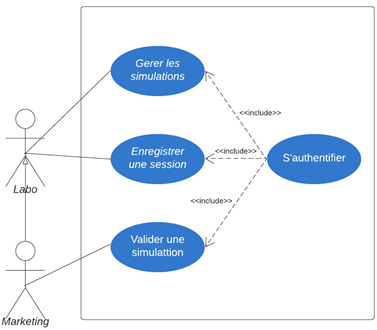 Gerer les
simulations
<<include>>
Enregistrer
une session
<<include>>
S'authentifier
Labo
<<include>>
Valider une
simulattion
Marketing